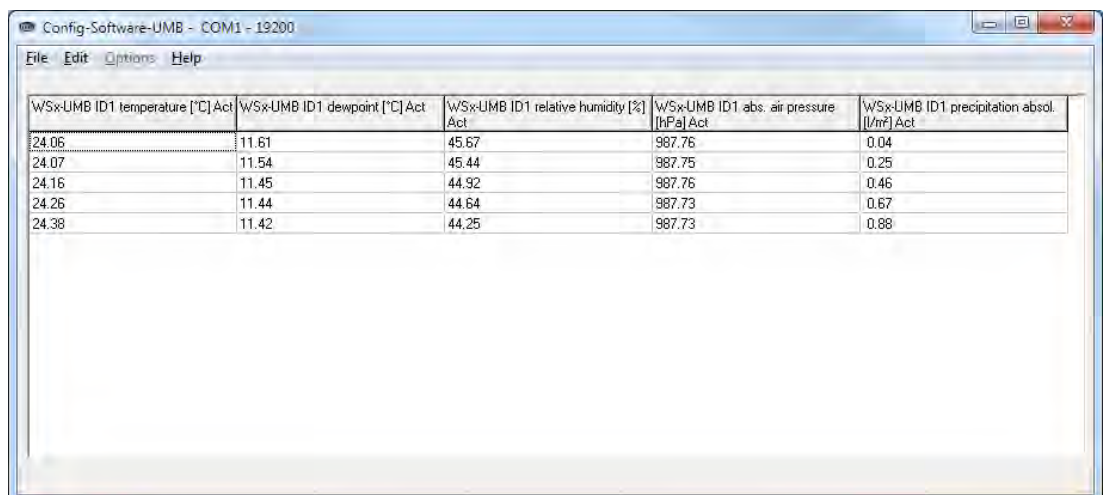 Config-Software-UMB - COM1 - 19200
File Edit Options Help
WSx-UMB ID1 temperature [°C] Act WSx-UMB ID1 dewpoint [°C] Act WSx-UMB ID1 relative humidity [%] Act WSx-UMB ID1 abs. air pressure [hPa] Act WSx-UMB ID1 precipitation absol. [l/m²] Act
24.06 11.61 45.67 987.76 0.04
24.07 11.54 45.44 987.75 0.25
24.16 11.45 44.92 987.76 0.46
24.26 11.44 44.64 987.73 0.67
24.38 11.42 44.25 987.73 0.88